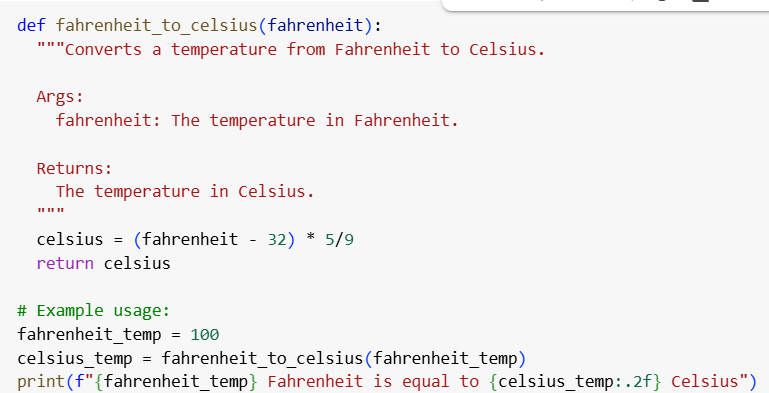 def fahrenheit_to_celsius(fahrenheit):
  """Converts a temperature from Fahrenheit to Celsius.

  Args:
    fahrenheit: The temperature in Fahrenheit.

  Returns:
    The temperature in Celsius.
  """
  celsius = (fahrenheit - 32) * 5/9
  return celsius

# Example usage:
fahrenheit_temp = 100
celsius_temp = fahrenheit_to_celsius(fahrenheit_temp)
print(f"{fahrenheit_temp} Fahrenheit is equal to {celsius_temp:.2f} Celsius")